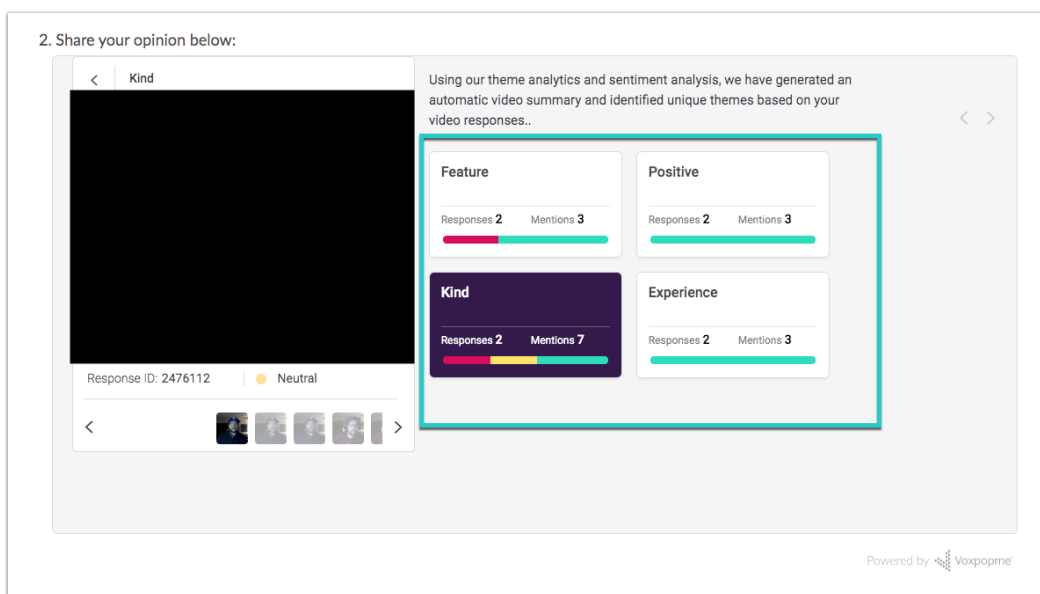 2. Share your opinion below:
Kind
Using our theme analytics and sentiment analysis, we have generated an
automatic video summary and identified unique themes based on your
video responses..
Feature
Positive
Responses 2 Mentions 3
Responses 2 Mentions 3
Kind
Experience
Responses 2 Mentions 7
Responses 2 Mentions 3
Response ID: 2476112
Neutral
Powered by Voxpopme